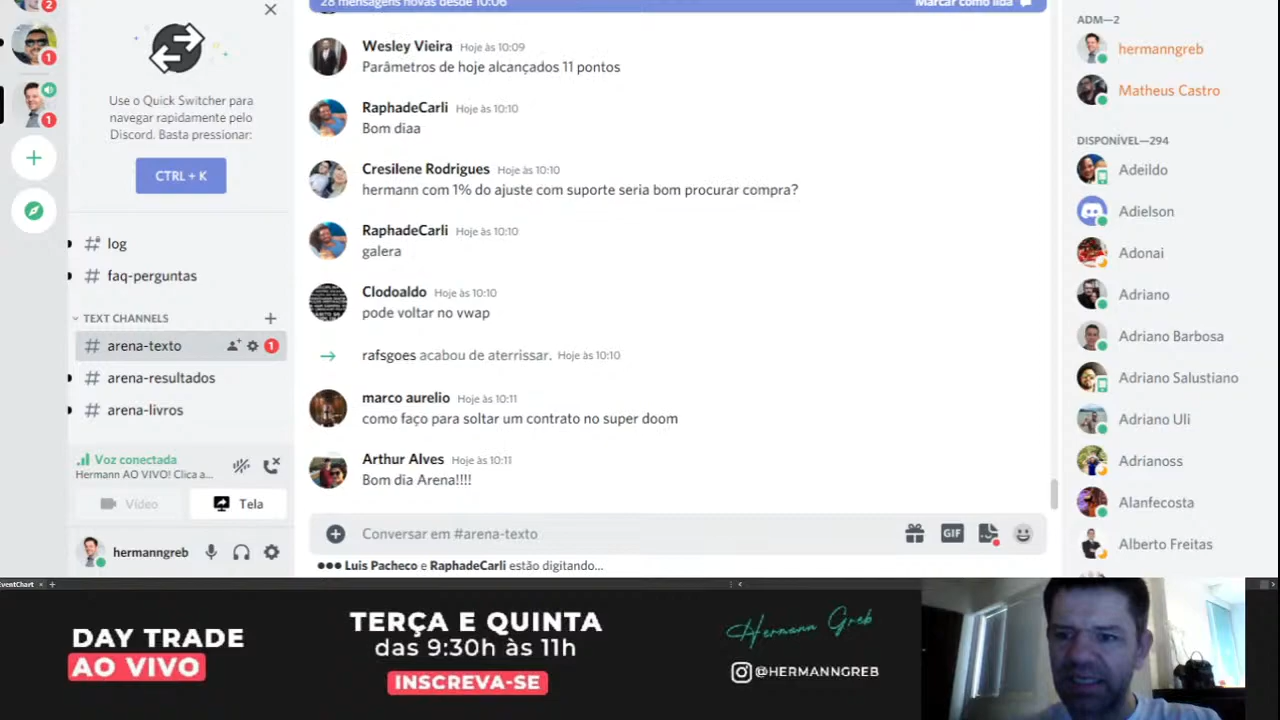 28 mensagens novas desde 10:06
Marcar como lida
2
1
1
Use o Quick Switcher para
navegar rapidamente pelo
Discord. Basta pressionar:
CTRL + K
# log
# faq-perguntas
TEXT CHANNELS
# arena-texto
1
# arena-resultados
# arena-livros
Voz conectada
Hermann AO VIVO! Clica a...
Vídeo
Tela
hermanngreb
Wesley Vieira Hoje às 10:09
Parâmetros de hoje alcançados 11 pontos
RaphadeCarli Hoje às 10:10
Bom diaa
Cresilene Rodrigues Hoje às 10:10
hermann com 1% do ajuste com suporte seria bom procurar compra?
RaphadeCarli Hoje às 10:10
galera
Clodoaldo Hoje às 10:10
pode voltar no vwap
rafsgoes acabou de aterrissar. Hoje às 10:10
marco aurelio Hoje às 10:11
como faço para soltar um contrato no super doom
Arthur Alves Hoje às 10:11
Bom dia Arena!!!!
Conversar em #arena-texto
GIF
Luis Pacheco e RaphadeCarli estão digitando...
ADM—2
hermanngreb
Matheus Castro
DISPONÍVEL—294
Adeildo
Adielson
Adonai
Adriano
Adriano Barbosa
Adriano Salustiano
Adriano Uli
Adrianoss
Alanfecosta
Alberto Freitas
EventChart
DAY TRADE
AO VIVO
TERÇA E QUINTA
das 9:30h às 11h
INSCREVA-SE
Hermann Greb
@HERMANNGREB